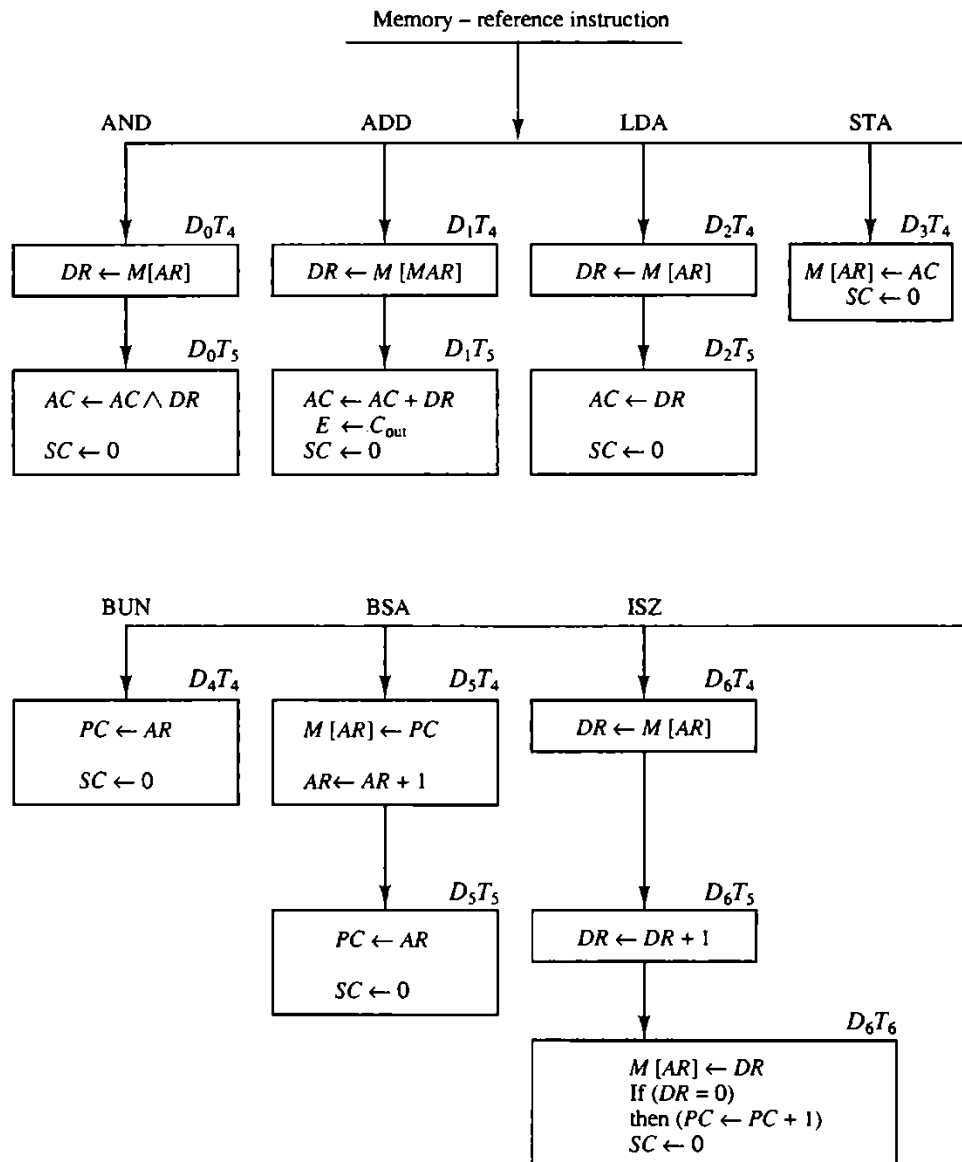 Memory – reference instruction
AND ADD LDA STA
D₀T₄ D₁T₄ D₂T₄ D₃T₄
DR ← M[AR] DR ← M [MAR] DR ← M [AR] M [AR] ← AC
SC ← 0
D₀T₅ D₁T₅ D₂T₅
AC ← AC ∧ DR AC ← AC + DR AC ← DR
E ← Cout
SC ← 0 SC ← 0 SC ← 0
BUN BSA ISZ
D₄T₄ D₅T₄ D₆T₄
PC ← AR M [AR] ← PC DR ← M [AR]
SC ← 0 AR ← AR + 1
D₅T₅ D₆T₅
PC ← AR DR ← DR + 1
SC ← 0
D₆T₆
M [AR] ← DR
If (DR = 0)
then (PC ← PC + 1)
SC ← 0